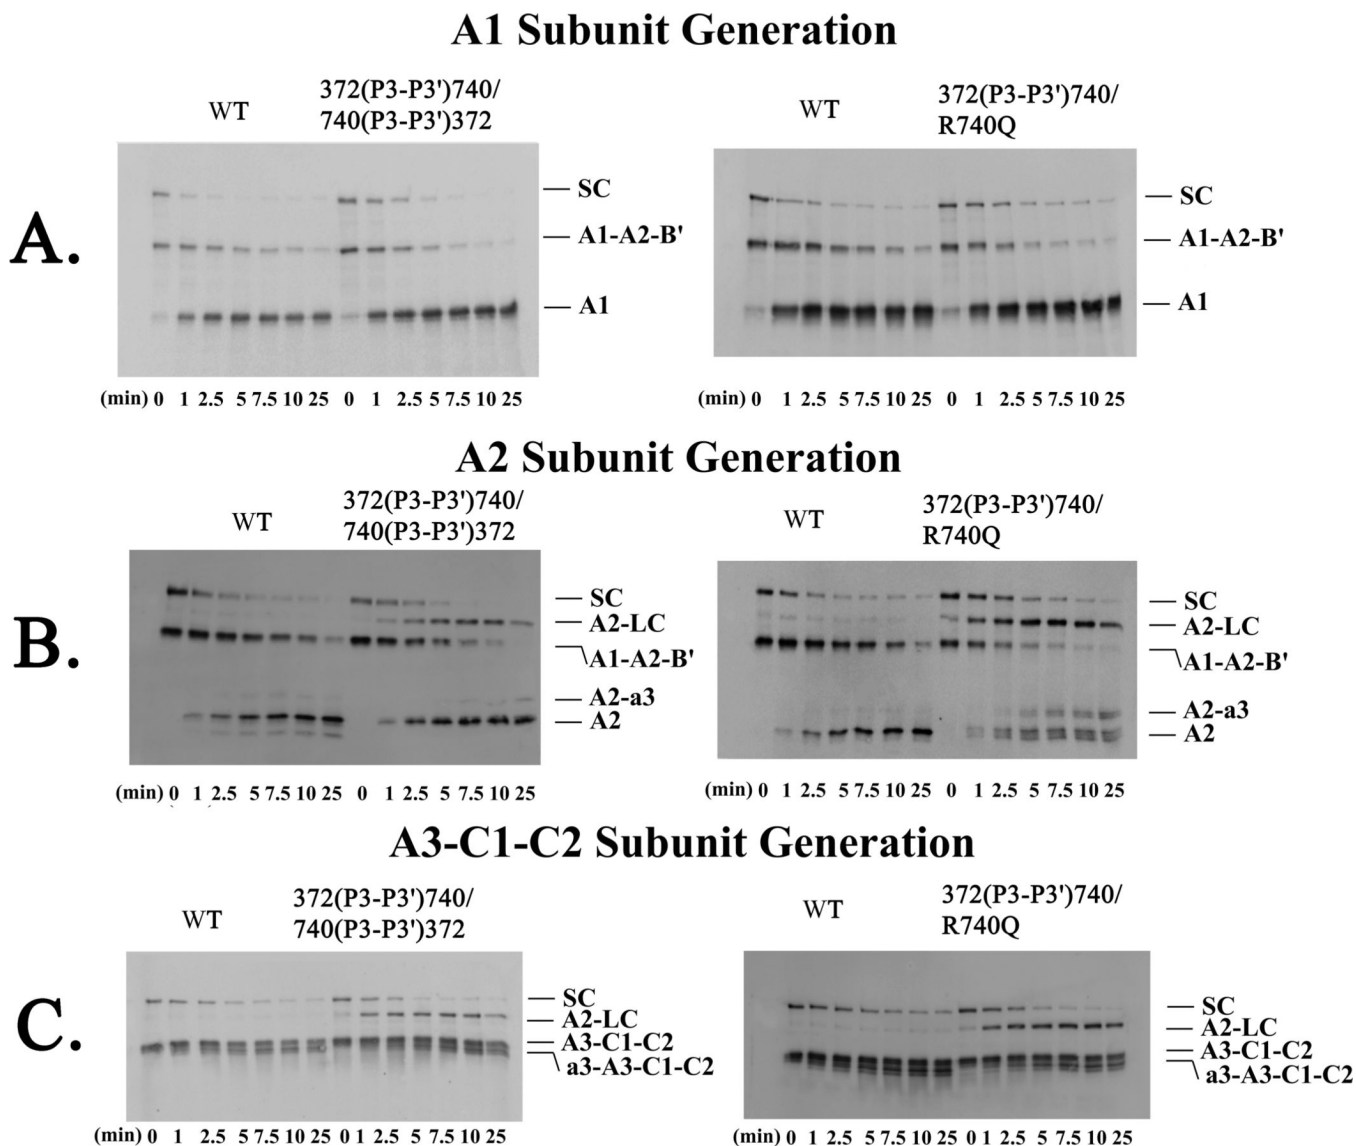 A1 Subunit Generation
WT
372(P3-P3')740/
740(P3-P3')372
WT
372(P3-P3')740/
R740Q
A.
SC
A1-A2-B'
A1
SC
A1-A2-B'
A1
(min) 0 1 2.5 5 7.5 10 25 0 1 2.5 5 7.5 10 25
(min) 0 1 2.5 5 7.5 10 25 0 1 2.5 5 7.5 10 25
A2 Subunit Generation
WT
372(P3-P3')740/
740(P3-P3')372
WT
372(P3-P3')740/
R740Q
B.
SC
A2-LC
A1-A2-B'
A2-a3
A2
SC
A2-LC
A1-A2-B'
A2-a3
A2
(min) 0 1 2.5 5 7.5 10 25 0 1 2.5 5 7.5 10 25
(min) 0 1 2.5 5 7.5 10 25 0 1 2.5 5 7.5 10 25
A3-C1-C2 Subunit Generation
WT
372(P3-P3')740/
740(P3-P3')372
WT
372(P3-P3')740/
R740Q
C.
SC
A2-LC
A3-C1-C2
a3-A3-C1-C2
SC
A2-LC
A3-C1-C2
a3-A3-C1-C2
(min) 0 1 2.5 5 7.5 10 25 0 1 2.5 5 7.5 10 25
(min) 0 1 2.5 5 7.5 10 25 0 1 2.5 5 7.5 10 25